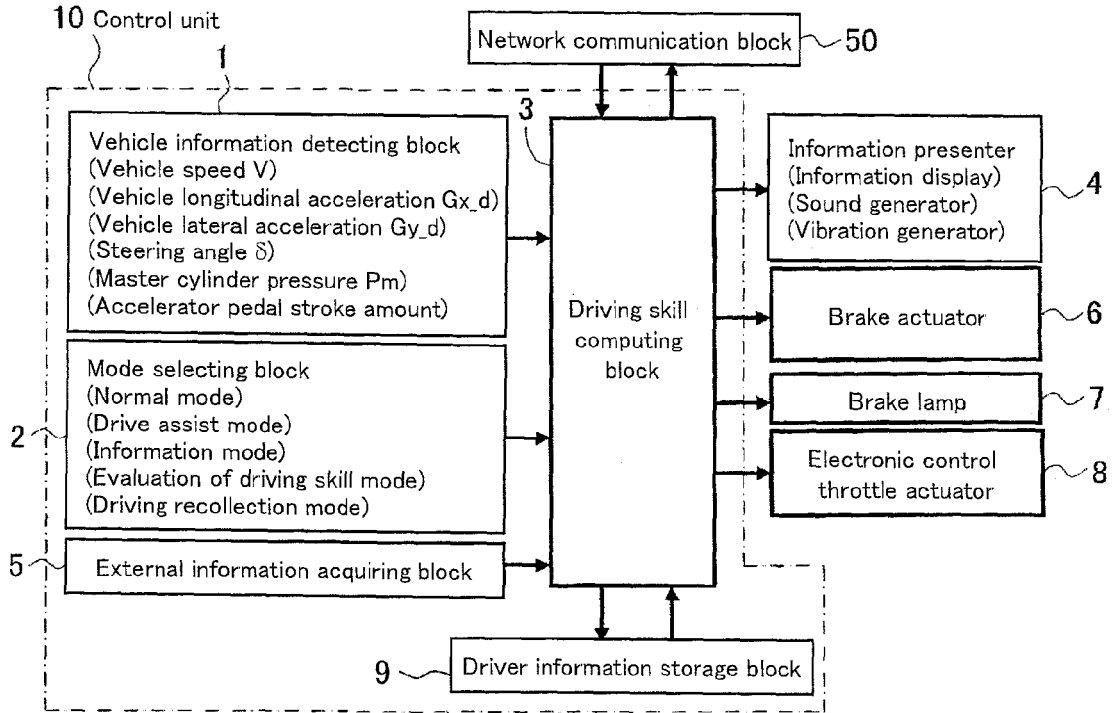 10 Control unit
1
Network communication block
50
Vehicle information detecting block
(Vehicle speed V)
(Vehicle longitudinal acceleration Gx_d)
(Vehicle lateral acceleration Gy_d)
(Steering angle δ)
(Master cylinder pressure Pm)
(Accelerator pedal stroke amount)
2
Mode selecting block
(Normal mode)
(Drive assist mode)
(Information mode)
(Evaluation of driving skill mode)
(Driving recollection mode)
5
External information acquiring block
3
Driving skill
computing
block
Information presenter
(Information display)
(Sound generator)
(Vibration generator)
4
Brake actuator
6
Brake lamp
7
Electronic control
throttle actuator
8
9
Driver information storage block